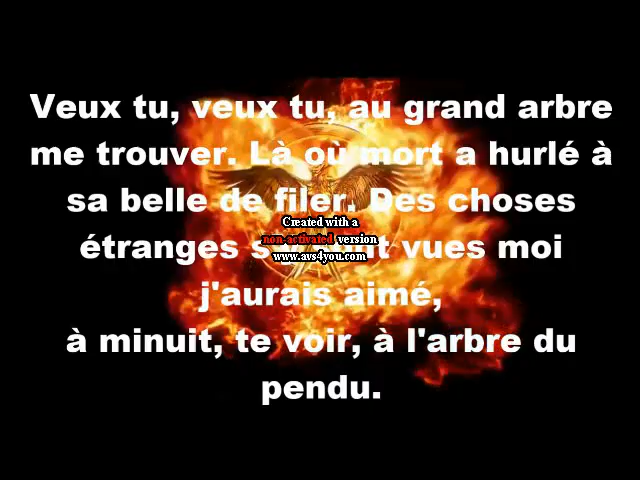 Veux tu, veux tu, au grand arbre
me trouver. Là où mort a hurlé à
sa belle de filer. Des choses
étranges vues moi
j'aurais aimé,
à minuit, te voir, à l'arbre du
pendu.
Created with a
non-activated version
www.avs4you.com